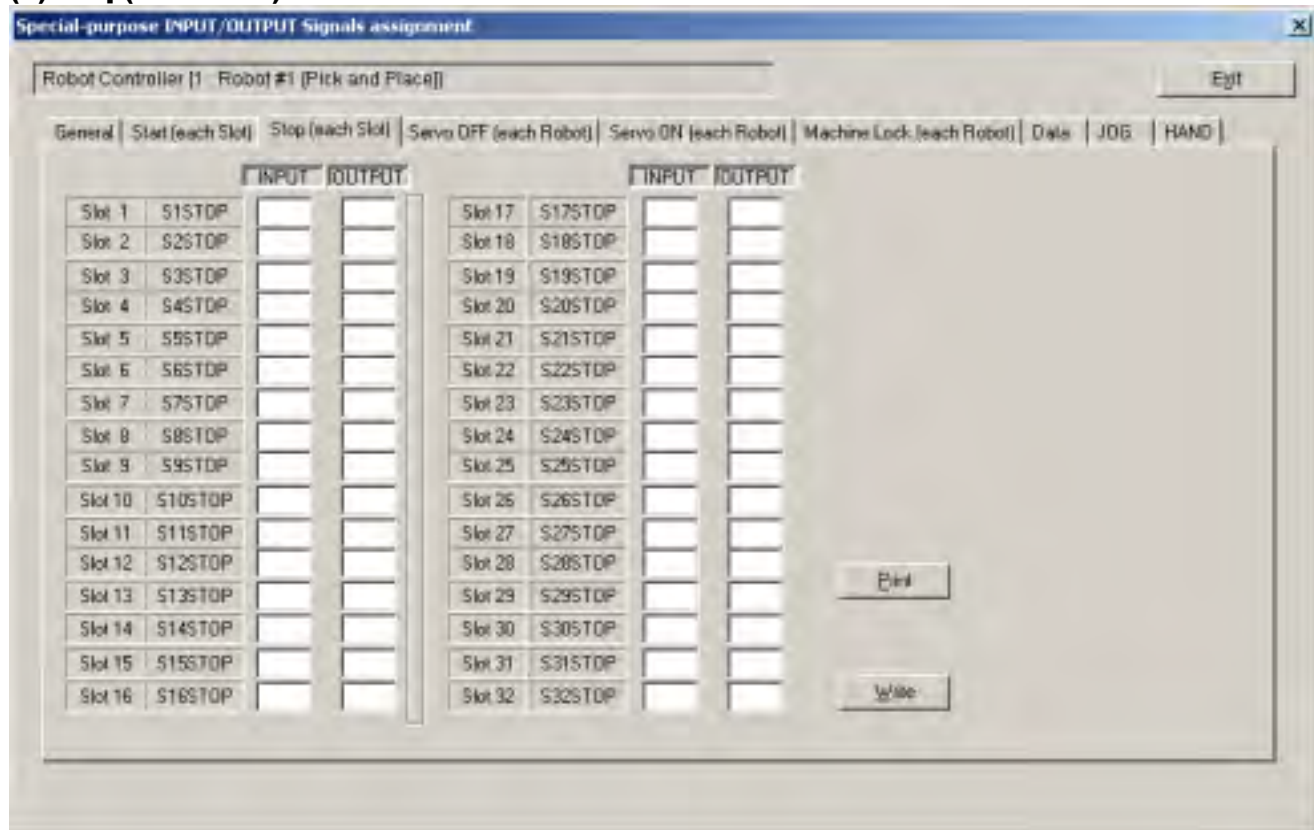 Special-purpose INPUT/OUTPUT Signals assignment
Robot Controller [1 : Robot #1 (Pick and Place)]
Exit
General Start (each Slot) Stop (each Slot) Servo OFF (each Robot) Servo ON (each Robot) Machine Lock (each Robot) Data JOG HAND
INPUT OUTPUT INPUT OUTPUT
Slot 1 S1STOP Slot 17 S17STOP
Slot 2 S2STOP Slot 18 S18STOP
Slot 3 S3STOP Slot 19 S19STOP
Slot 4 S4STOP Slot 20 S20STOP
Slot 5 S5STOP Slot 21 S21STOP
Slot 6 S6STOP Slot 22 S22STOP
Slot 7 S7STOP Slot 23 S23STOP
Slot 8 S8STOP Slot 24 S24STOP
Slot 9 S9STOP Slot 25 S25STOP
Slot 10 S10STOP Slot 26 S26STOP
Slot 11 S11STOP Slot 27 S27STOP
Slot 12 S12STOP Slot 28 S28STOP
Print
Slot 13 S13STOP Slot 29 S29STOP
Slot 14 S14STOP Slot 30 S30STOP
Slot 15 S15STOP Slot 31 S31STOP
Slot 16 S16STOP Slot 32 S32STOP
Write